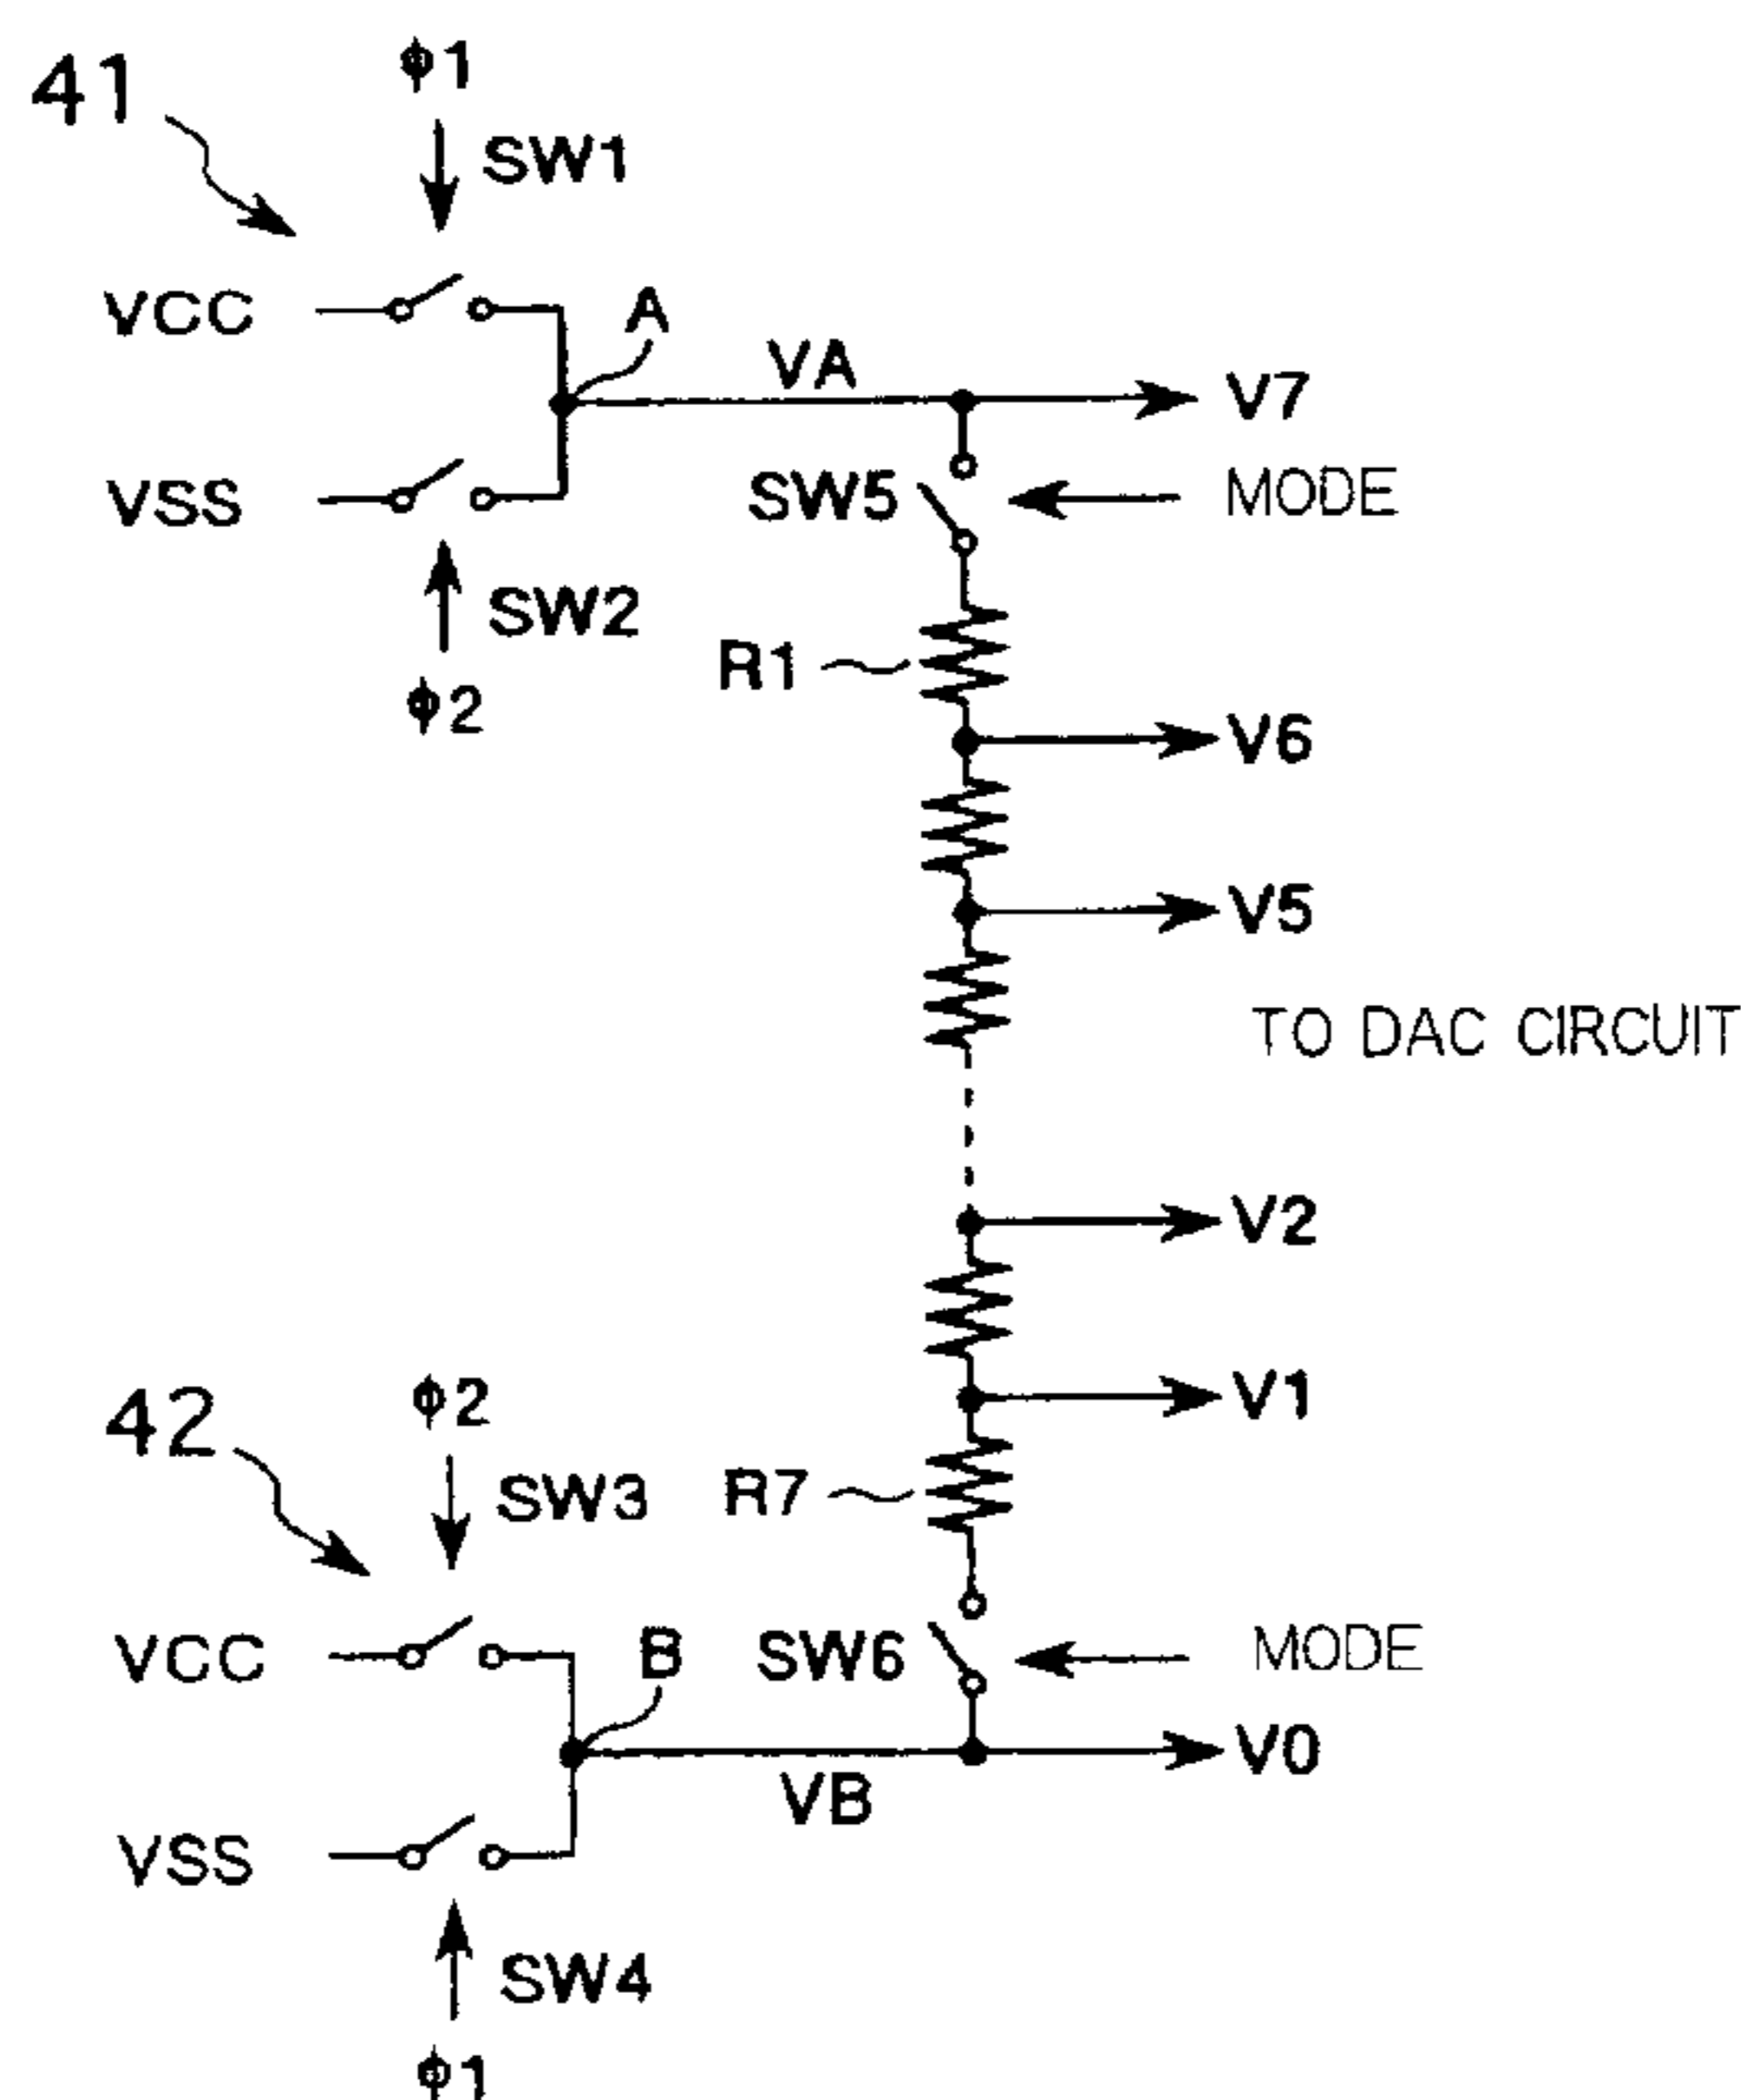 41
ϕ1
SW1
VCC
A
VA
V7
VSS
SW5
MODE
SW2
ϕ2
R1
V6
V5
TO DAC CIRCUIT
V2
V1
42
ϕ2
SW3
R7
VCC
B
SW6
MODE
VB
V0
VSS
SW4
ϕ1